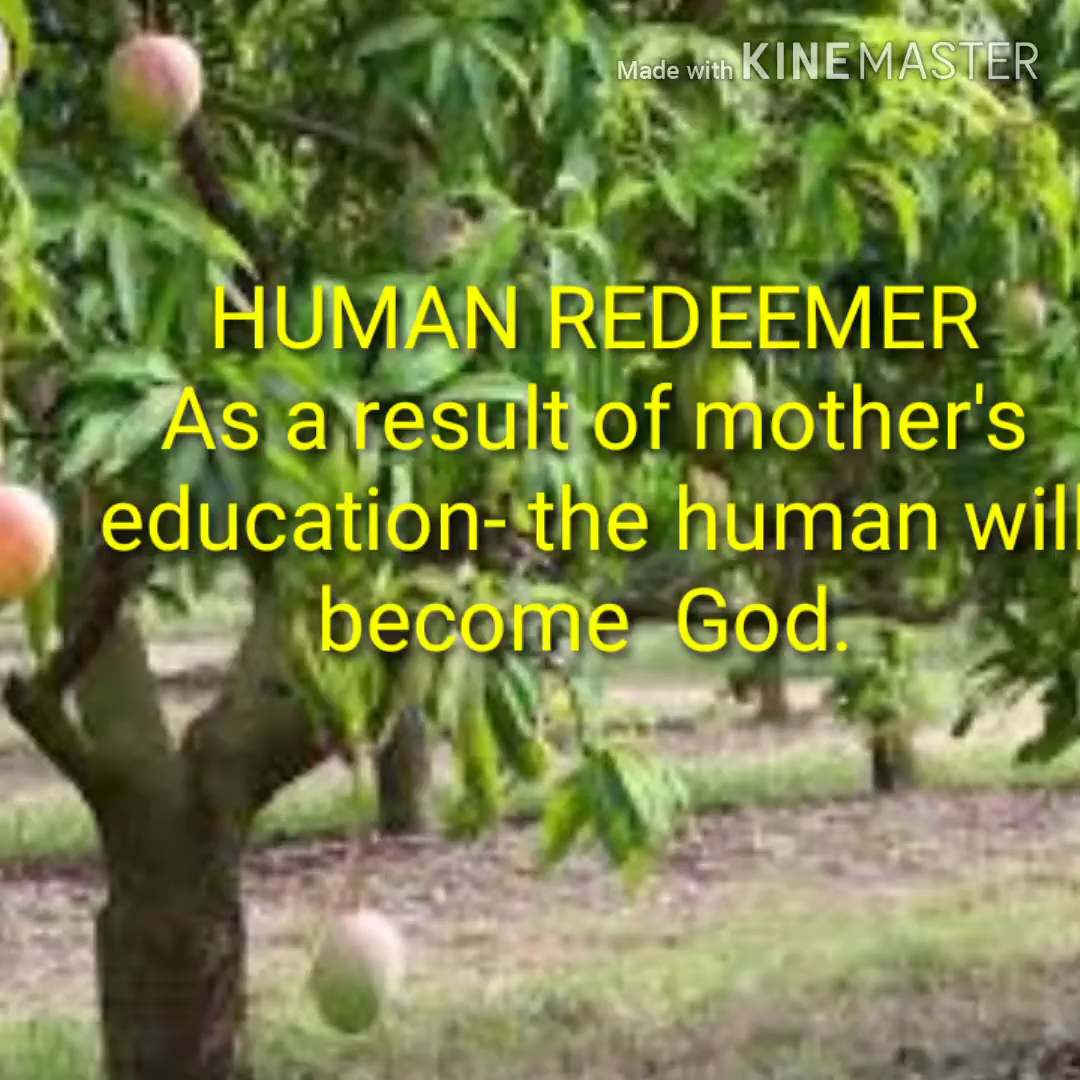 Made with KINEMASTER
HUMAN REDEEMER
As a result of mother's
education- the human will
become  God.